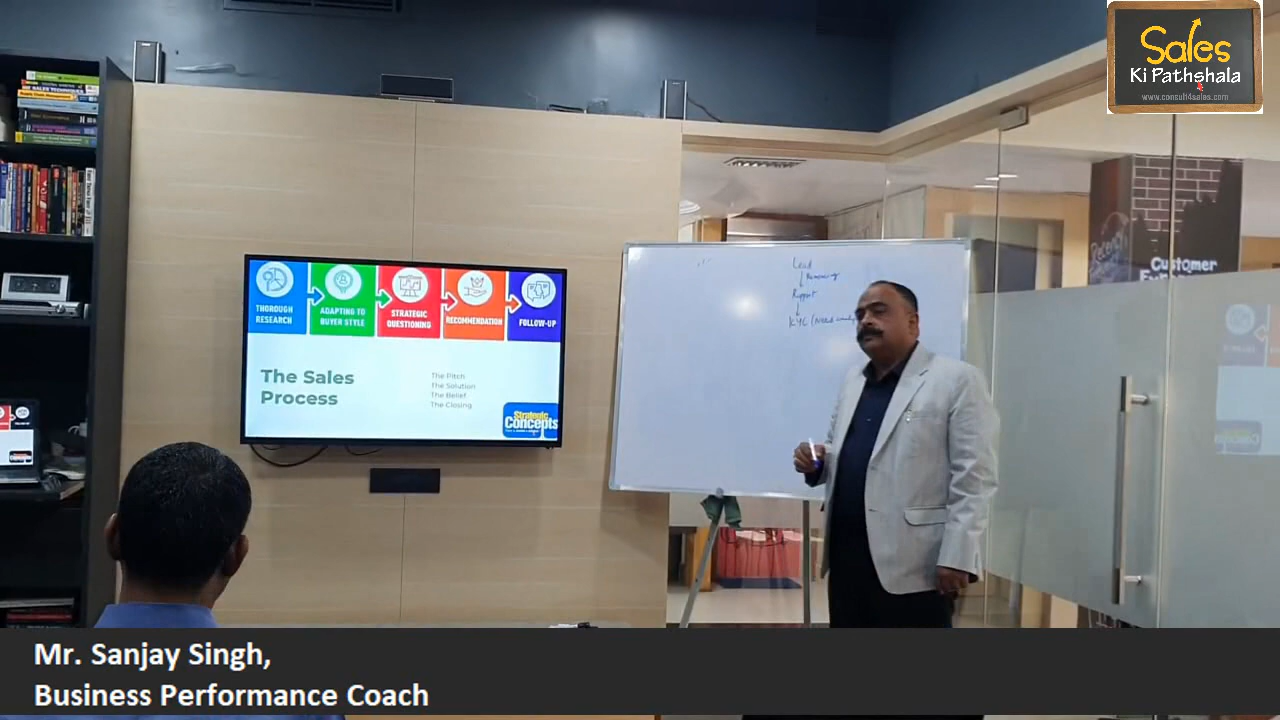 Sales
Ki Pathshala
www.consult4sales.com
THOROUGH
RESEARCH
ADAPTING TO
BUYER STYLE
STRATEGIC
QUESTIONING
RECOMMENDATION
FOLLOW-UP
The Sales
Process
The Pitch
The Solution
The Belief
The Closing
Strategic
Concepts
Lead
Rapport
KYC (Need
Customer
Mr. Sanjay Singh,
Business Performance Coach